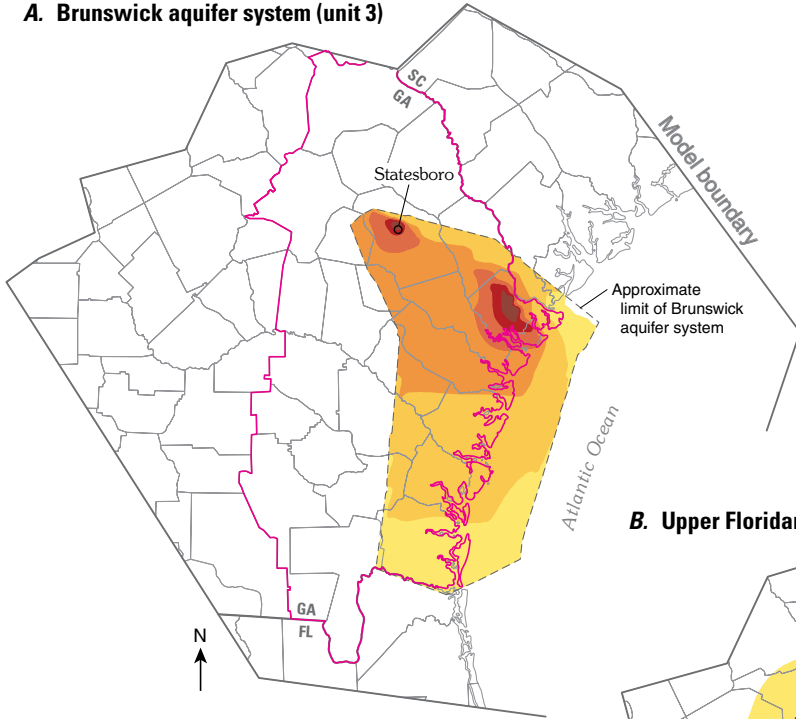 A. Brunswick aquifer system (unit 3)
SC
GA
Model boundary
Statesboro
Approximate
limit of Brunswick
aquifer system
Atlantic Ocean
B. Upper Floridan
GA
FL
N